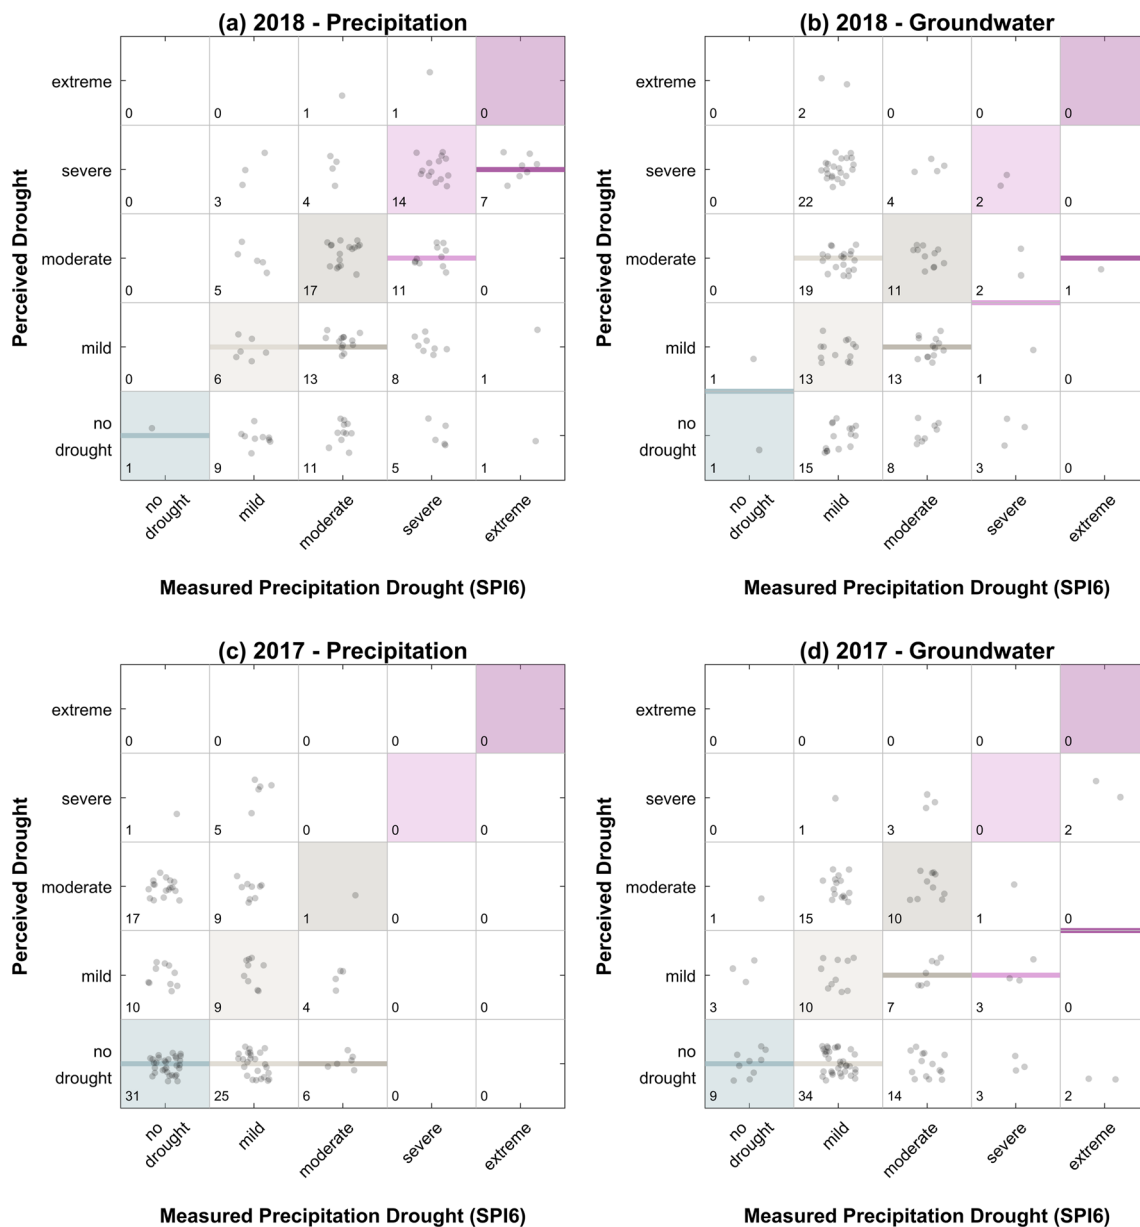 (a) 2018 - Precipitation
Perceived Drought
extreme
0 0 1 1 0
severe
0 3 4 14 7
moderate
0 5 17 11 0
mild
0 6 13 8 1
no
drought
1 9 11 5 1
no
drought
mild
moderate
severe
extreme
Measured Precipitation Drought (SPI6)
(b) 2018 - Groundwater
Perceived Drought
extreme
0 2 0 0 0
severe
0 22 4 2 0
moderate
0 19 11 2 1
mild
1 13 13 1 0
no
drought
1 15 8 3 0
no
drought
mild
moderate
severe
extreme
Measured Precipitation Drought (SPI6)
(c) 2017 - Precipitation
Perceived Drought
extreme
0 0 0 0 0
severe
1 5 0 0 0
moderate
17 9 1 0 0
mild
10 9 4 0 0
no
drought
31 25 6 0 0
no
drought
mild
moderate
severe
extreme
Measured Precipitation Drought (SPI6)
(d) 2017 - Groundwater
Perceived Drought
extreme
0 0 0 0 0
severe
0 1 3 0 2
moderate
1 15 10 1 0
mild
3 10 7 3 0
no
drought
9 34 14 3 2
no
drought
mild
moderate
severe
extreme
Measured Precipitation Drought (SPI6)